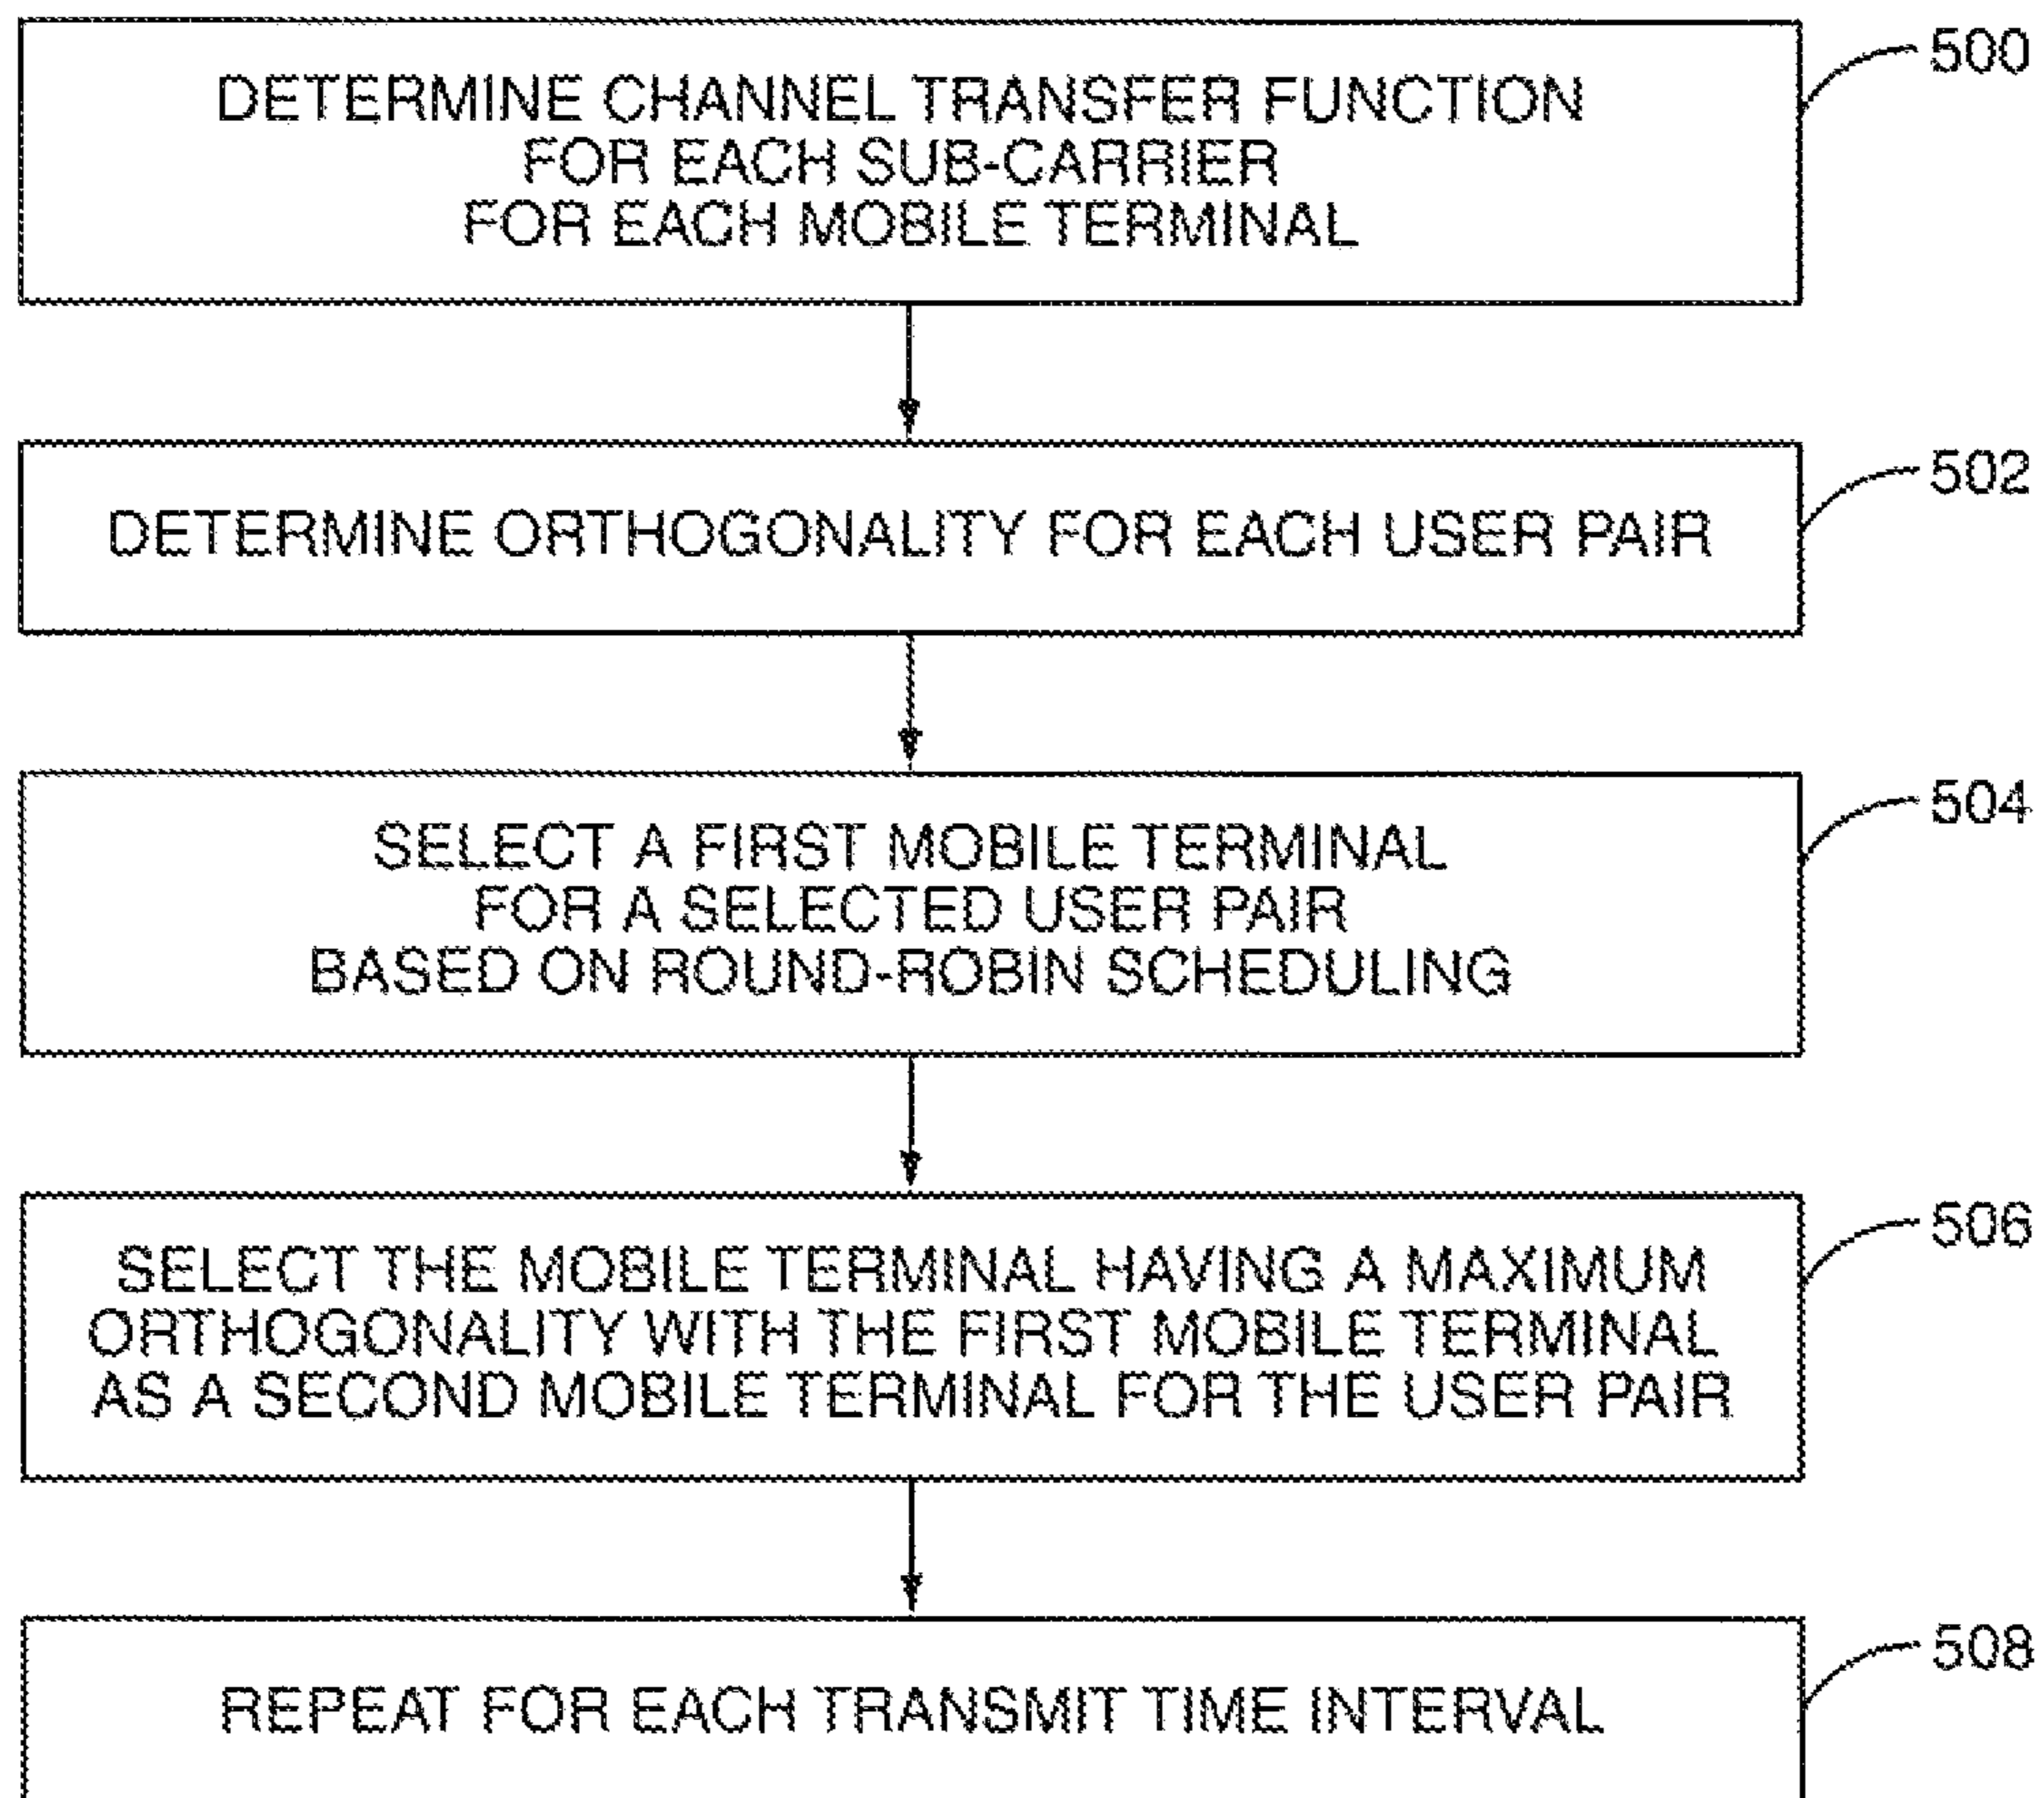 DETERMINE CHANNEL TRANSFER FUNCTION
FOR EACH SUB-CARRIER
FOR EACH MOBILE TERMINAL
500
DETERMINE ORTHOGONALITY FOR EACH USER PAIR
502
SELECT A FIRST MOBILE TERMINAL
FOR A SELECTED USER PAIR
BASED ON ROUND-ROBIN SCHEDULING
504
SELECT THE MOBILE TERMINAL HAVING A MAXIMUM
ORTHOGONALITY WITH THE FIRST MOBILE TERMINAL
AS A SECOND MOBILE TERMINAL FOR THE USER PAIR
506
REPEAT FOR EACH TRANSMIT TIME INTERVAL
508